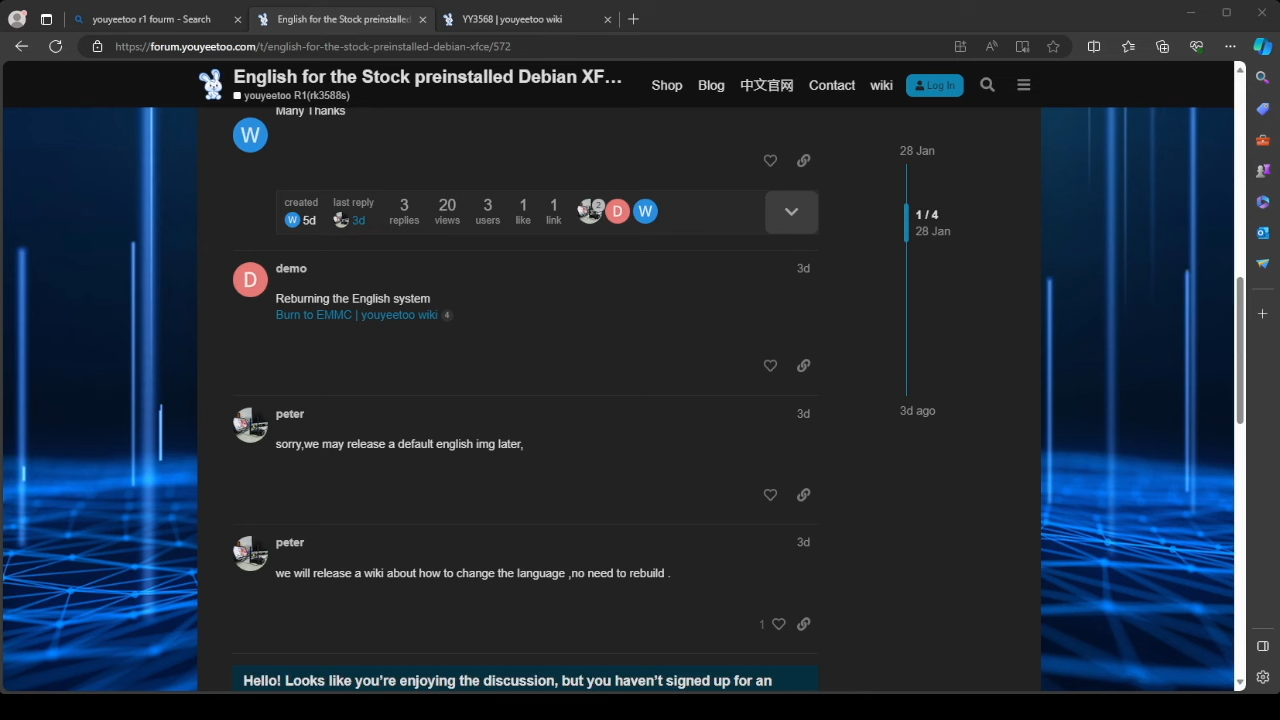 youyeetoo r1 fourm - Search
English for the Stock preinstalled
YY3568 | youyeetoo wiki
https://forum.youyeetoo.com/t/english-for-the-stock-preinstalled-debian-xfce/572
English for the Stock preinstalled Debian XF...
youyeetoo R1(rk3588s)
Shop
Blog
中文官网
Contact
wiki
Log In
Many Thanks
W
created
W 5d
last reply
3d
3
replies
20
views
3
users
1
like
1
link
2
D
W
28 Jan
1 / 4
28 Jan
3d ago
D
demo
3d
Reburning the English system
Burn to EMMC | youyeetoo wiki 4
peter
3d
sorry,we may release a default english img later,
peter
3d
we will release a wiki about how to change the language ,no need to rebuild .
1
Hello! Looks like you’re enjoying the discussion, but you haven’t signed up for an